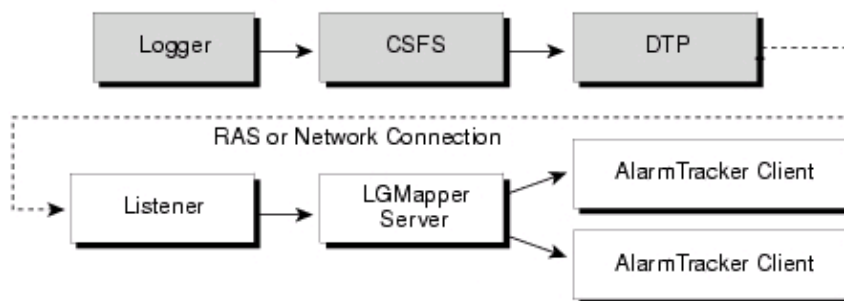 Logger
CSFS
DTP
RAS or Network Connection
Listener
LGMapper
Server
AlarmTracker Client
AlarmTracker Client